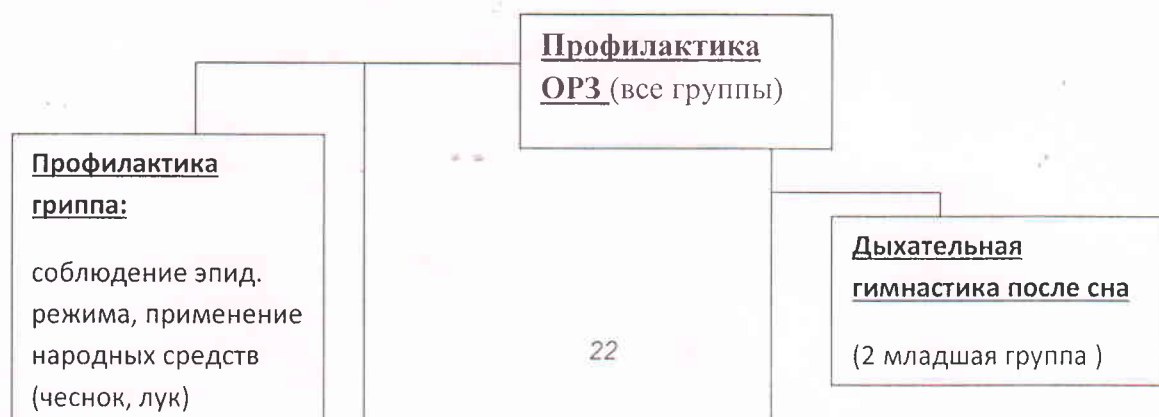 Профилактика
ОРЗ (все группы)
Профилактика
гриппа:
соблюдение эпид.
режима, применение
народных средств
(чеснок, лук)
Дыхательная
гимнастика после сна
(2 младшая группа )
22